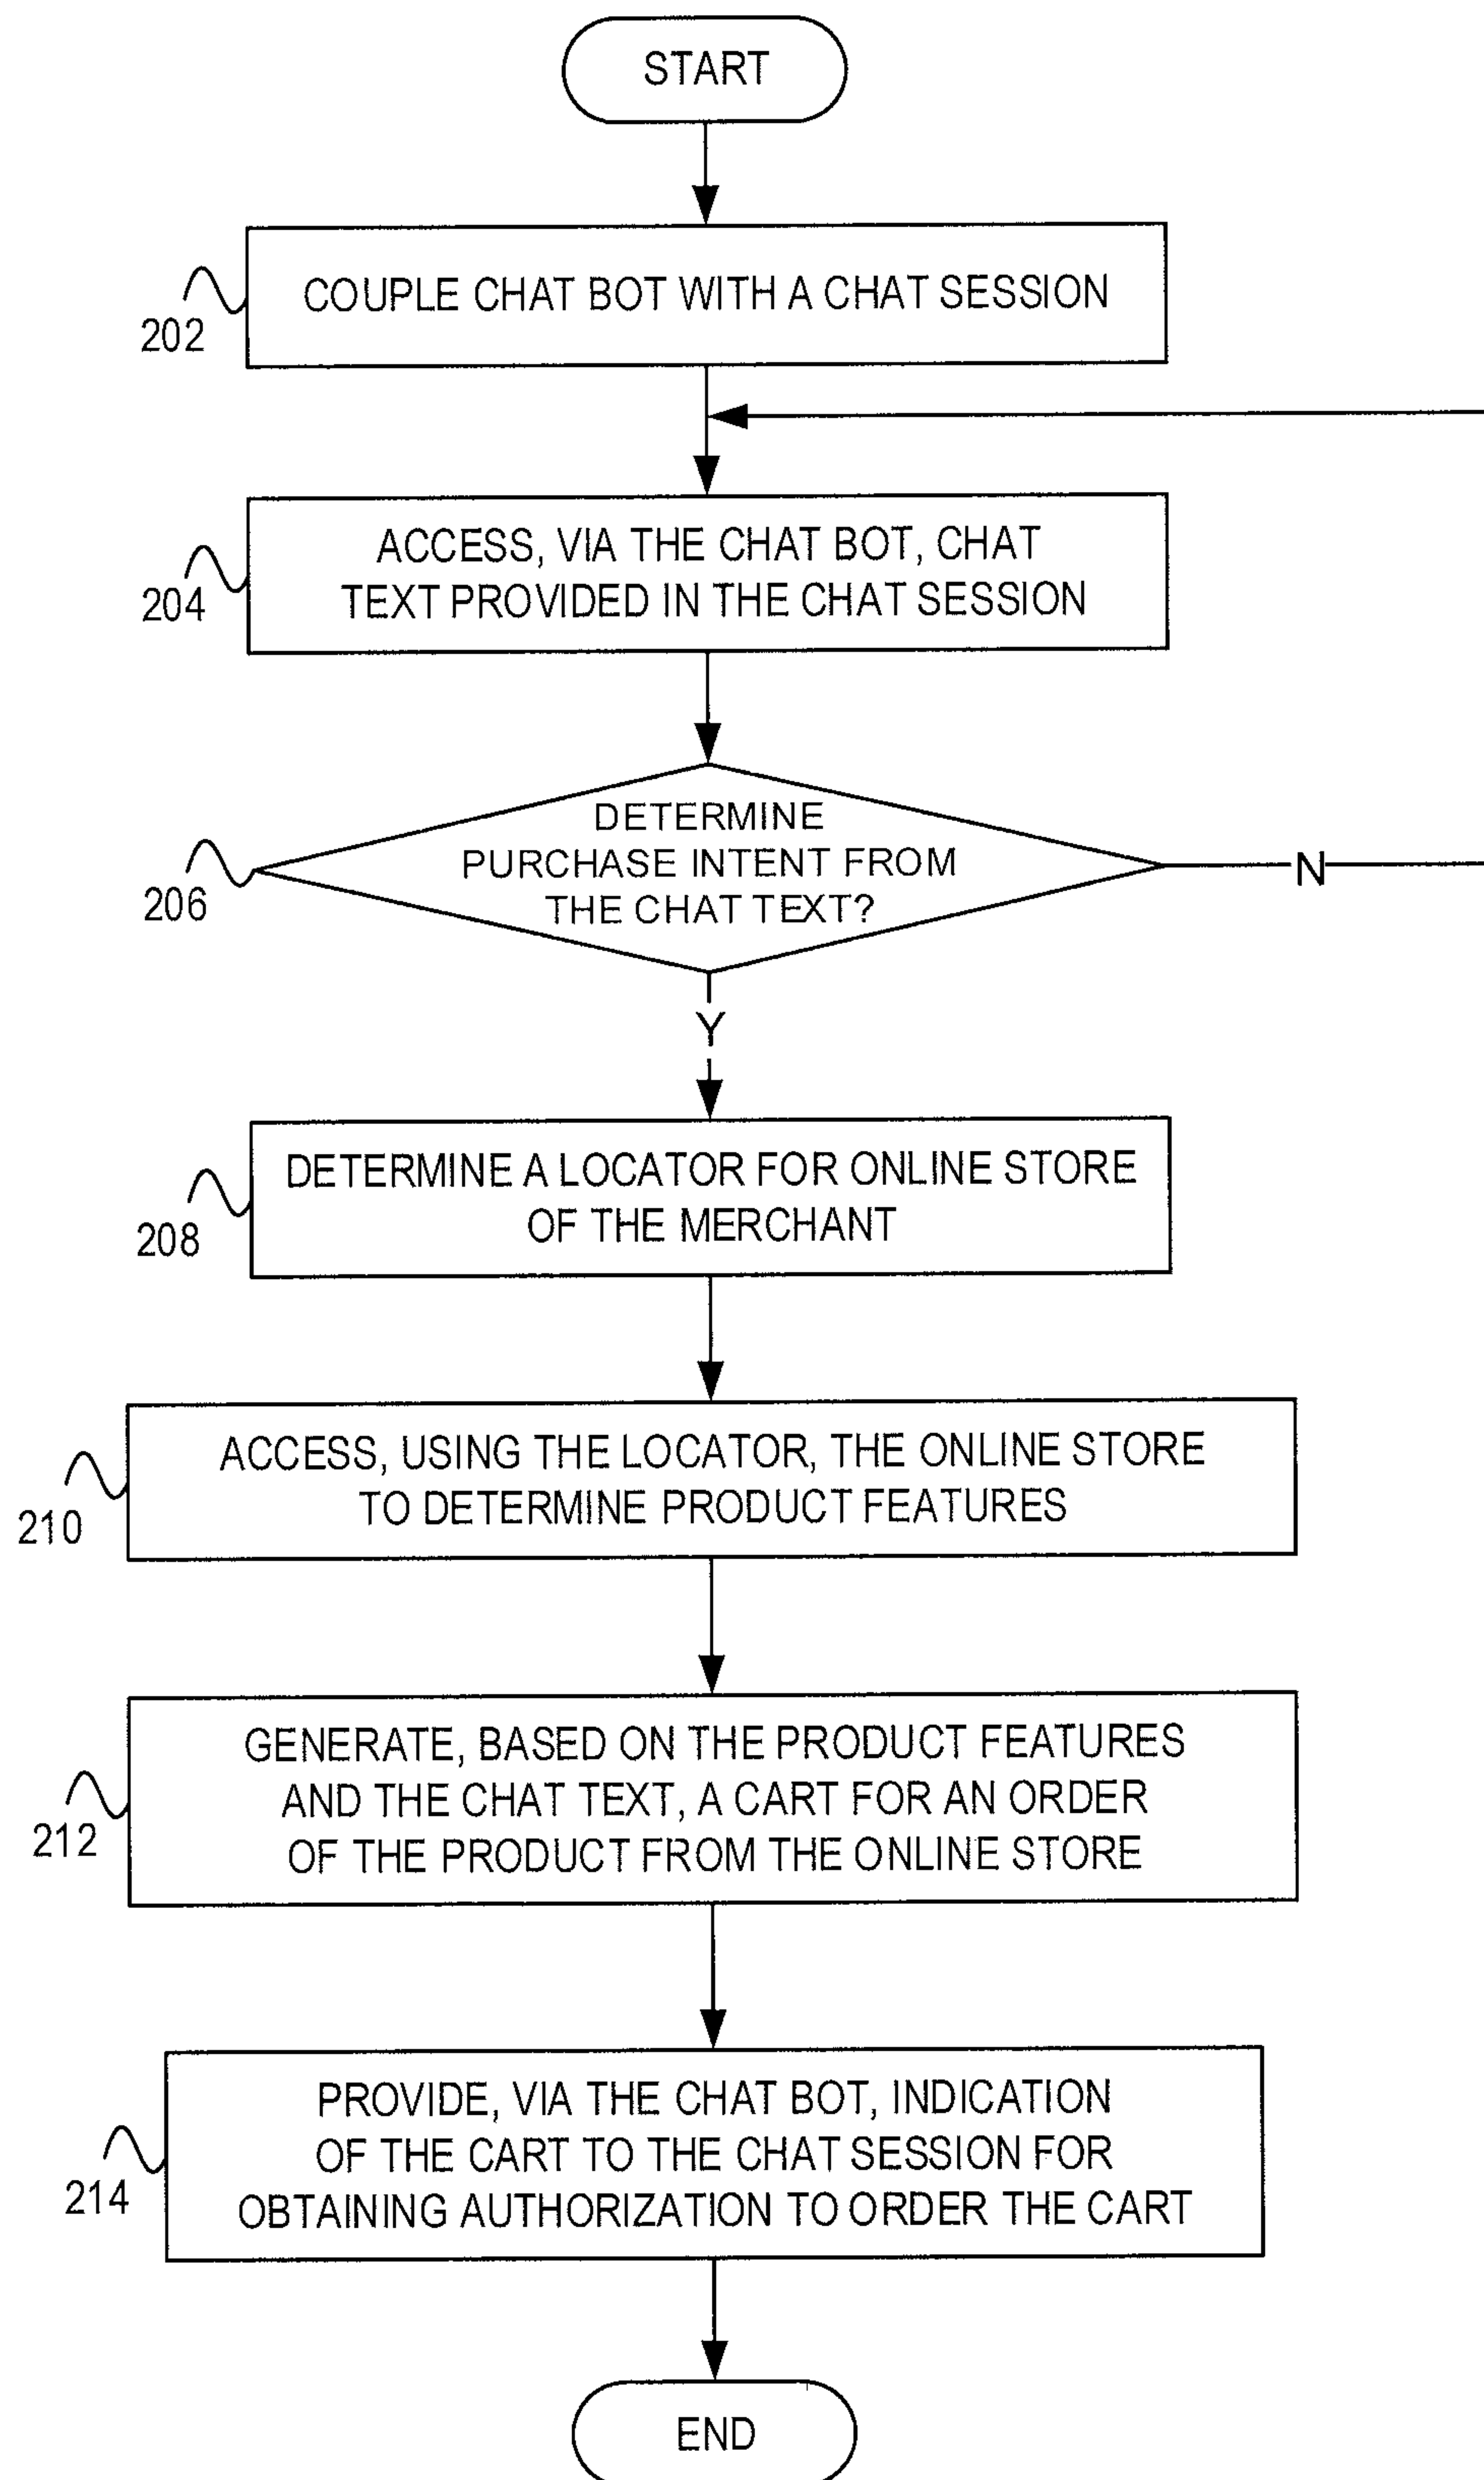 START
COUPLE CHAT BOT WITH A CHAT SESSION
202
ACCESS, VIA THE CHAT BOT, CHAT
TEXT PROVIDED IN THE CHAT SESSION
204
DETERMINE
PURCHASE INTENT FROM
THE CHAT TEXT?
206
N
Y
DETERMINE A LOCATOR FOR ONLINE STORE
OF THE MERCHANT
208
ACCESS, USING THE LOCATOR, THE ONLINE STORE
TO DETERMINE PRODUCT FEATURES
210
GENERATE, BASED ON THE PRODUCT FEATURES
AND THE CHAT TEXT, A CART FOR AN ORDER
OF THE PRODUCT FROM THE ONLINE STORE
212
PROVIDE, VIA THE CHAT BOT, INDICATION
OF THE CART TO THE CHAT SESSION FOR
OBTAINING AUTHORIZATION TO ORDER THE CART
214
END